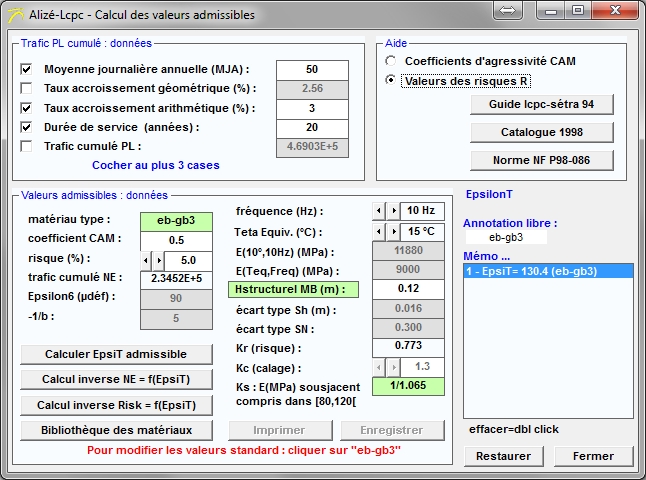 Alizé-Lcpc - Calcul des valeurs admissibles
Trafic PL cumulé : données
Moyenne journalière annuelle (MJA) : 50
Taux accroissement géométrique (%) : 2.56
Taux accroissement arithmétique (%) : 3
Durée de service (années) : 20
Trafic cumulé PL : 4.6903E+5
Cocher au plus 3 cases
Aide
Coefficients d'agressivité CAM
Valeurs des risques R
Guide lcpc-sétra 94
Catalogue 1998
Norme NF P98-086
Valeurs admissibles : données
matériau type : eb-gb3
coefficient CAM : 0.5
risque (%) : 5.0
trafic cumulé NE : 2.3452E+5
Epsilon6 (µdéf) : 90
-1/b : 5
Calculer EpsiT admissible
Calcul inverse NE = f(EpsiT)
Calcul inverse Risk = f(EpsiT)
Bibliothèque des matériaux
fréquence (Hz) : 10 Hz
Teta Equiv. (°C) : 15 °C
E(10°,10Hz) (MPa) : 11880
E(Teq,Freq) (MPa) : 9000
Hstructurel MB (m) : 0.12
écart type Sh (m) : 0.016
écart type SN : 0.300
Kr (risque) : 0.773
Kc (calage) : 1.3
Ks : E(MPa) sousjacent 1/1.065
compris dans [80,120[
Imprimer Enregistrer
Pour modifier les valeurs standard : cliquer sur "eb-gb3"
EpsilonT
Annotation libre :
eb-gb3
Mémo ...
1 - EpsiT= 130.4 (eb-gb3)
effacer=dbl click
Restaurer Fermer